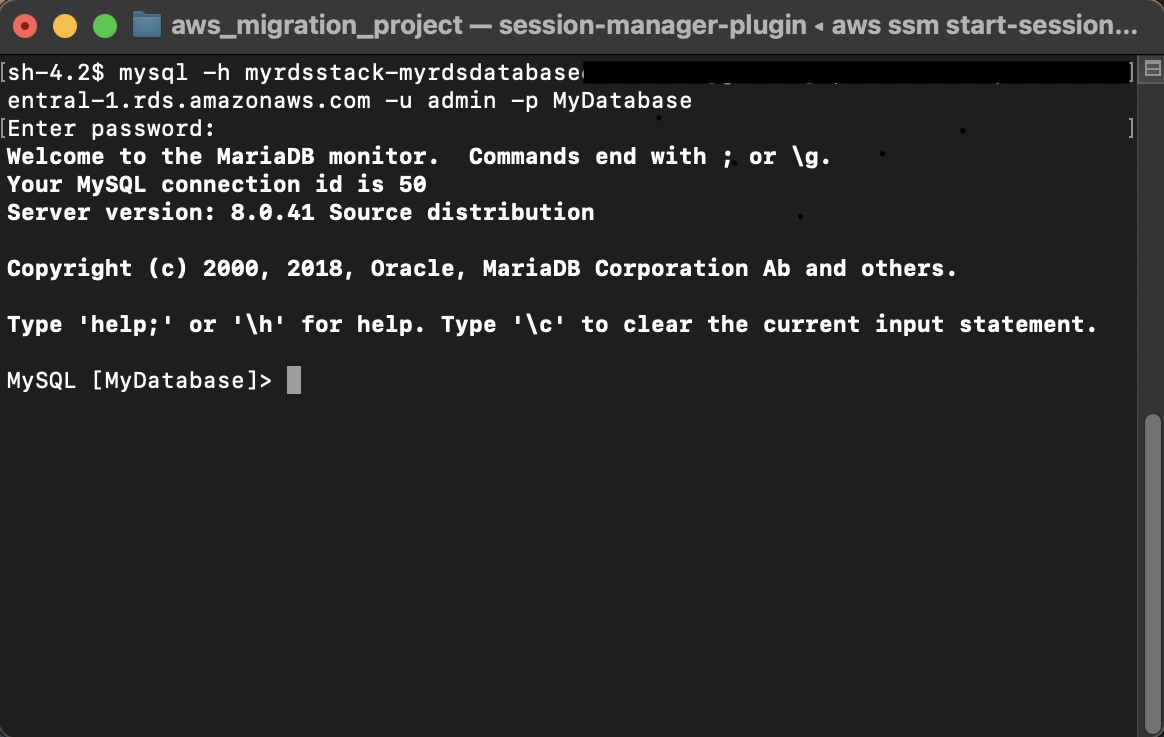 aws_migration_project — session-manager-plugin ◂ aws ssm start-session...
[sh-4.2$ mysql -h myrdsstack-myrdsdatabase ]
entral-1.rds.amazonaws.com -u admin -p MyDatabase
[Enter password: ]
Welcome to the MariaDB monitor.  Commands end with ; or \g.
Your MySQL connection id is 50
Server version: 8.0.41 Source distribution
Copyright (c) 2000, 2018, Oracle, MariaDB Corporation Ab and others.
Type 'help;' or '\h' for help. Type '\c' to clear the current input statement.
MySQL [MyDatabase]>